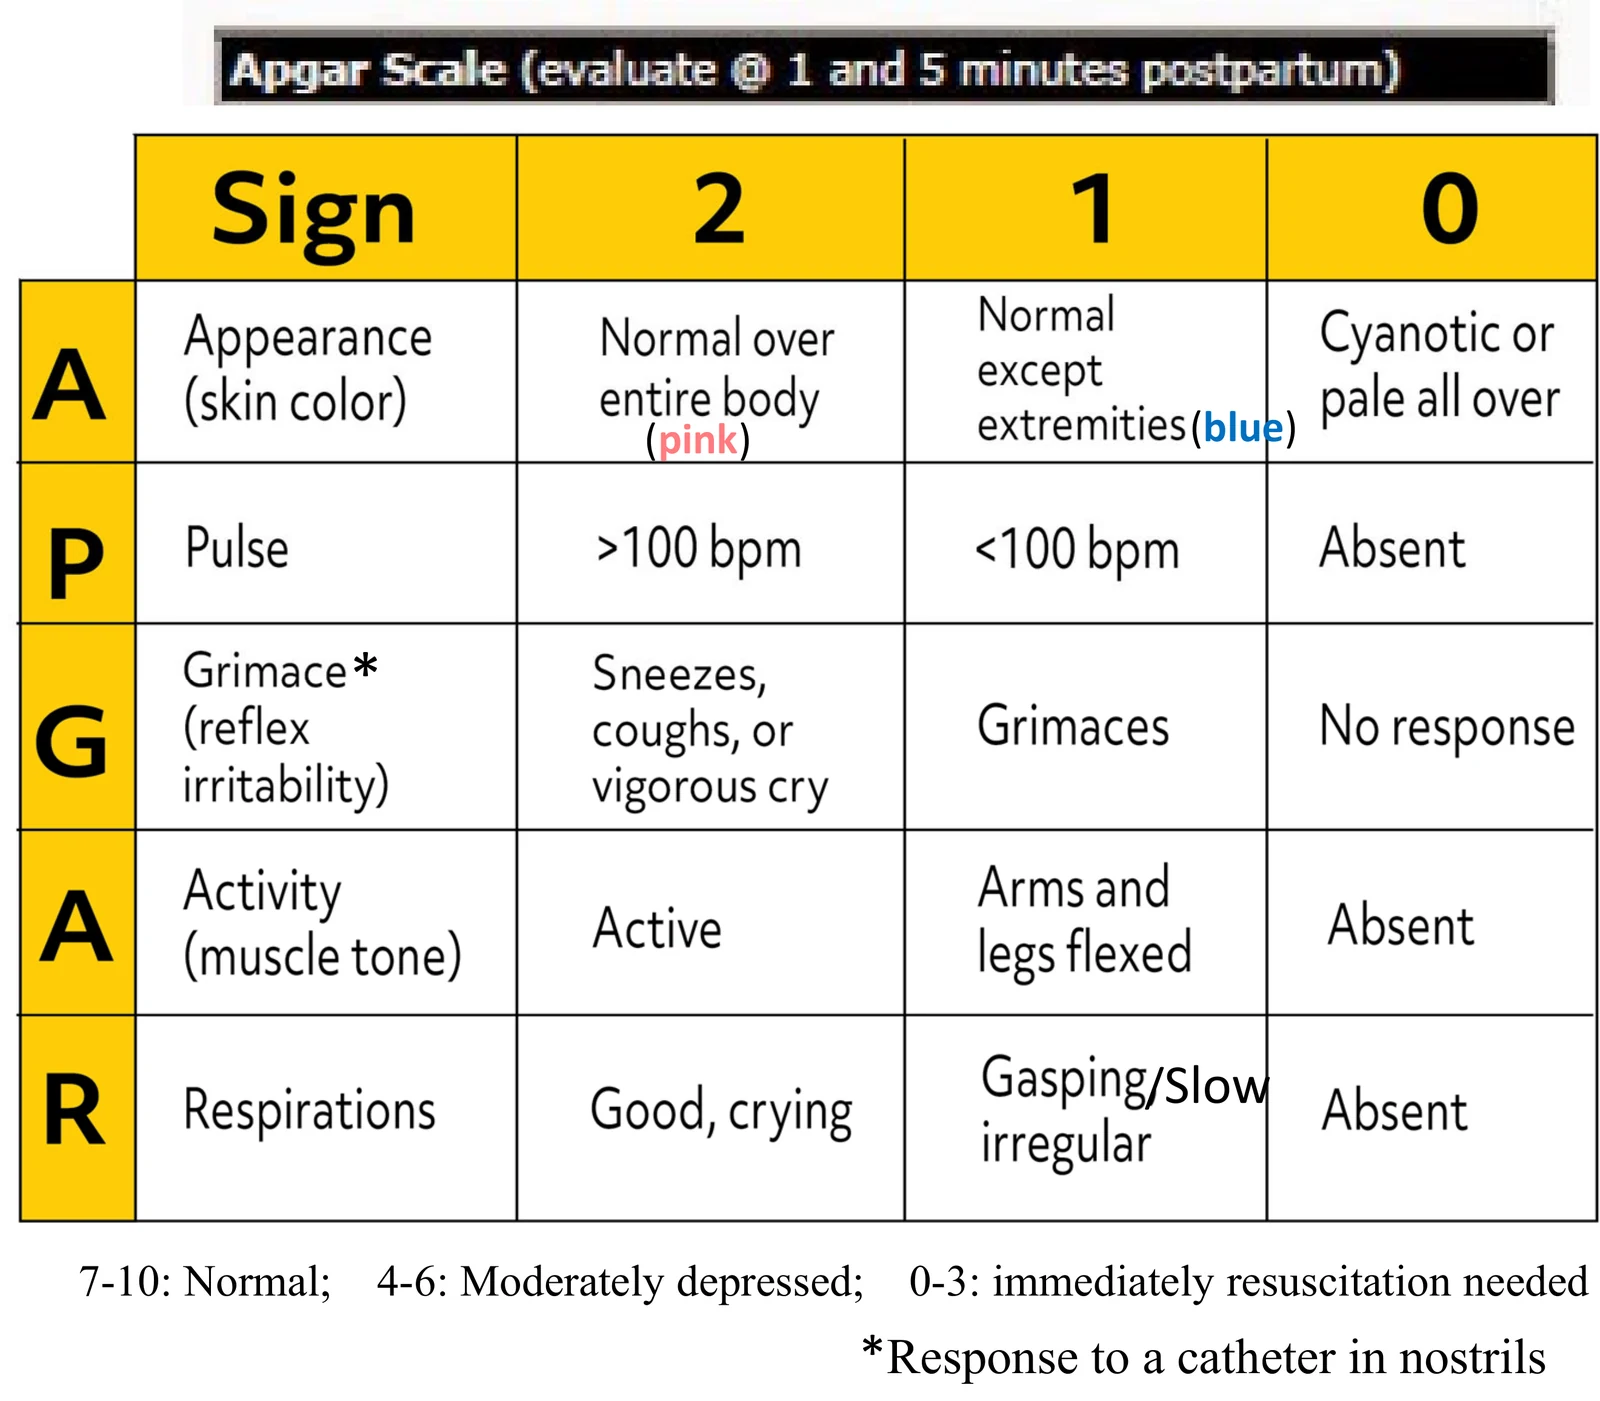 Apgar Scale (evaluate @ 1 and 5 minutes postpartum)
Sign 2 1 0
A
Appearance
(skin color)
Normal over
entire body
(pink)
Normal
except
extremities(blue)
Cyanotic or
pale all over
P
Pulse
>100 bpm
<100 bpm
Absent
G
Grimace*
(reflex
irritability)
Sneezes,
coughs, or
vigorous cry
Grimaces
No response
A
Activity
(muscle tone)
Active
Arms and
legs flexed
Absent
R
Respirations
Good, crying
Gasping/Slow
irregular
Absent
7-10: Normal; 4-6: Moderately depressed; 0-3: immediately resuscitation needed
*Response to a catheter in nostrils